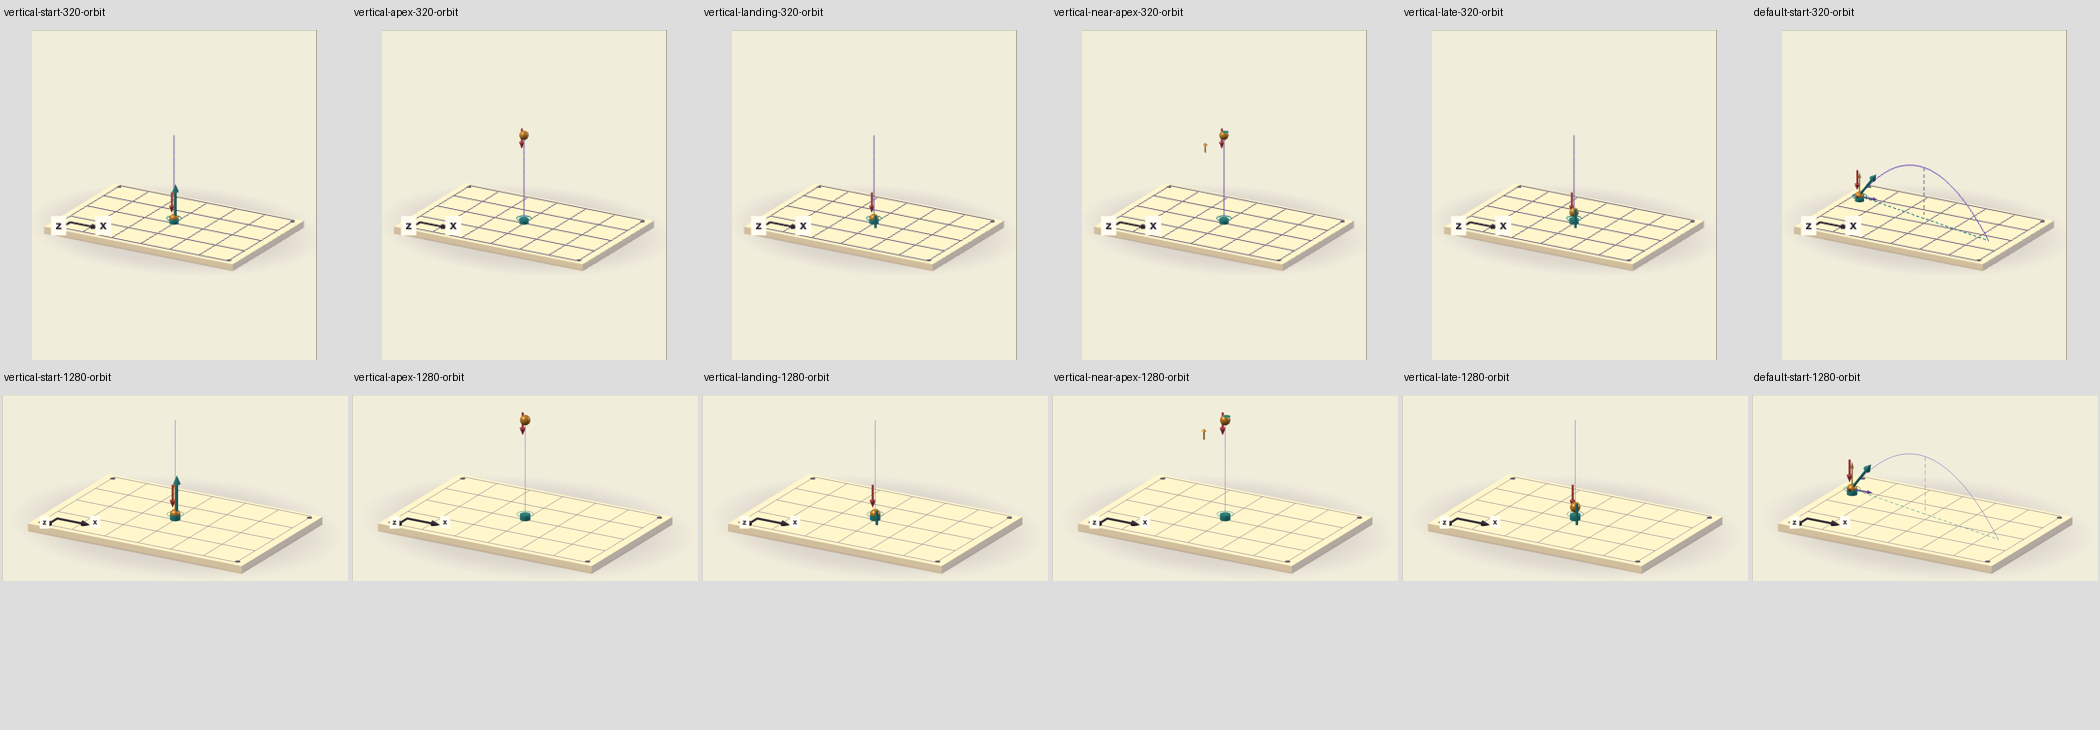 vertical-start-320-orbit
vertical-apex-320-orbit
vertical-landing-320-orbit
vertical-near-apex-320-orbit
vertical-late-320-orbit
default-start-320-orbit
z x
z x
z x
z x
z x
z x
vertical-start-1280-orbit
vertical-apex-1280-orbit
vertical-landing-1280-orbit
vertical-near-apex-1280-orbit
vertical-late-1280-orbit
default-start-1280-orbit
z x
z x
z x
z x
z x
z x